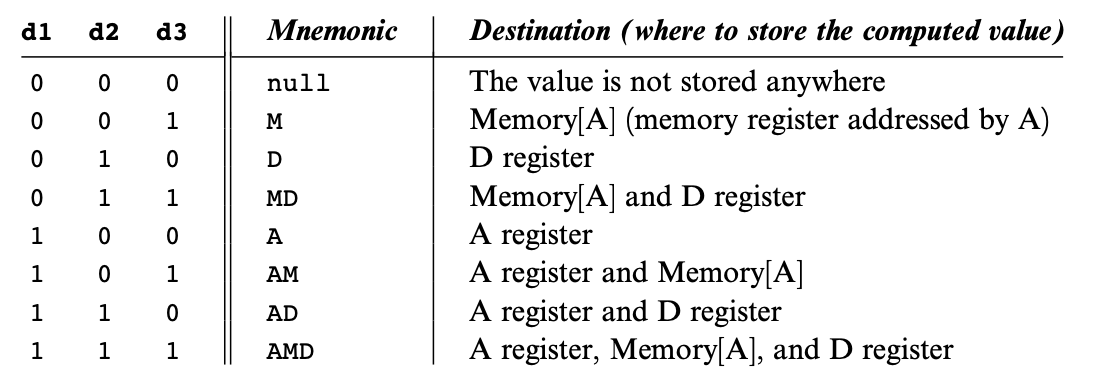 d1 d2 d3 Mnemonic Destination (where to store the computed value)
0 0 0 null The value is not stored anywhere
0 0 1 M Memory[A] (memory register addressed by A)
0 1 0 D D register
0 1 1 MD Memory[A] and D register
1 0 0 A A register
1 0 1 AM A register and Memory[A]
1 1 0 AD A register and D register
1 1 1 AMD A register, Memory[A], and D register